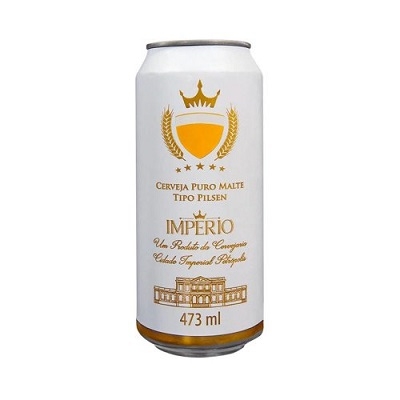 CERVEJA PURO MALTE
TIPO PILSEN
IMPÉRIO
Um Produto da Cervejaria
Cidade Imperial Petrópolis
473 ml